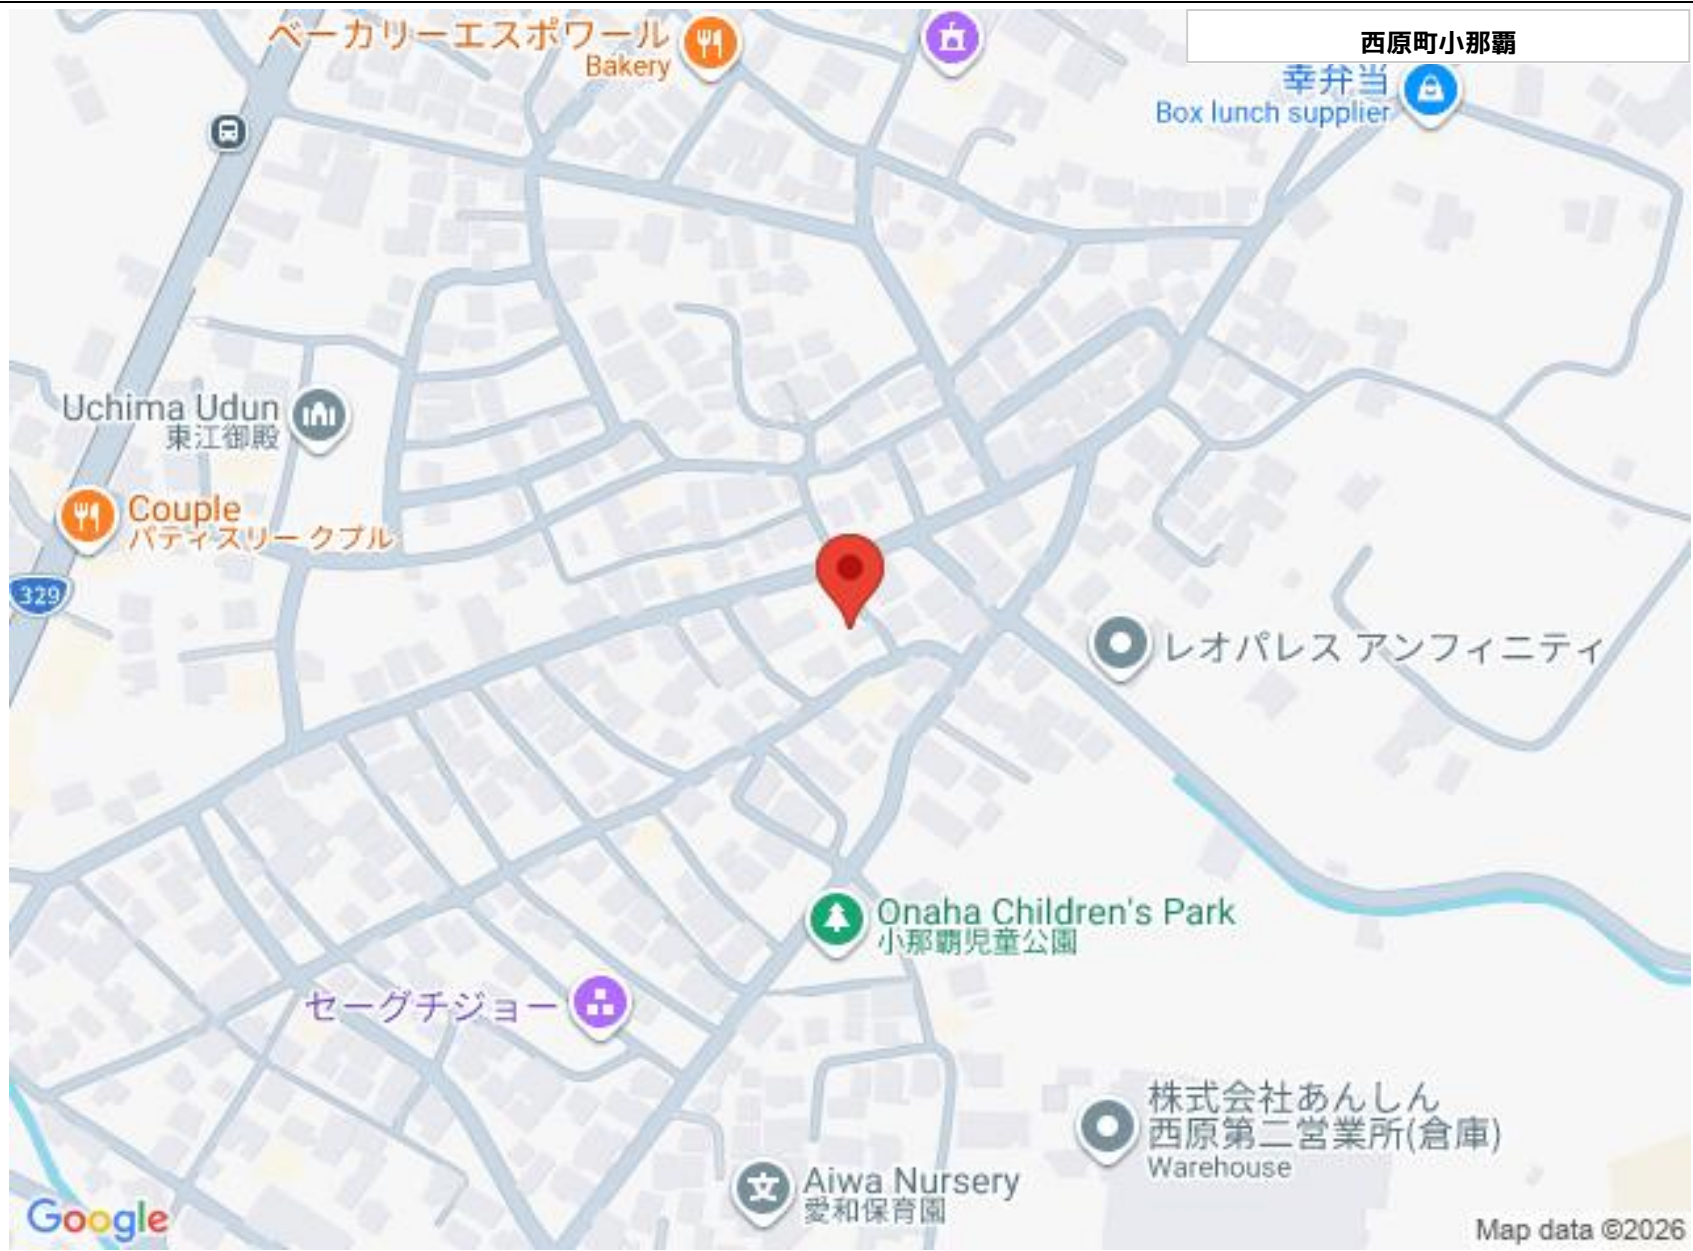 西原町小那覇
ベーカリーエスポワール
Bakery
幸弁当
Box lunch supplier
Uchima Udun
東江御殿
Couple
パティスリー クプル
329
レオパレス アンフィニティ
Onaha Children's Park
小那覇児童公園
セーグチジョー
株式会社あんしん
西原第二営業所(倉庫)
Warehouse
Aiwa Nursery
愛和保育園
文
Google
Map data ©2026